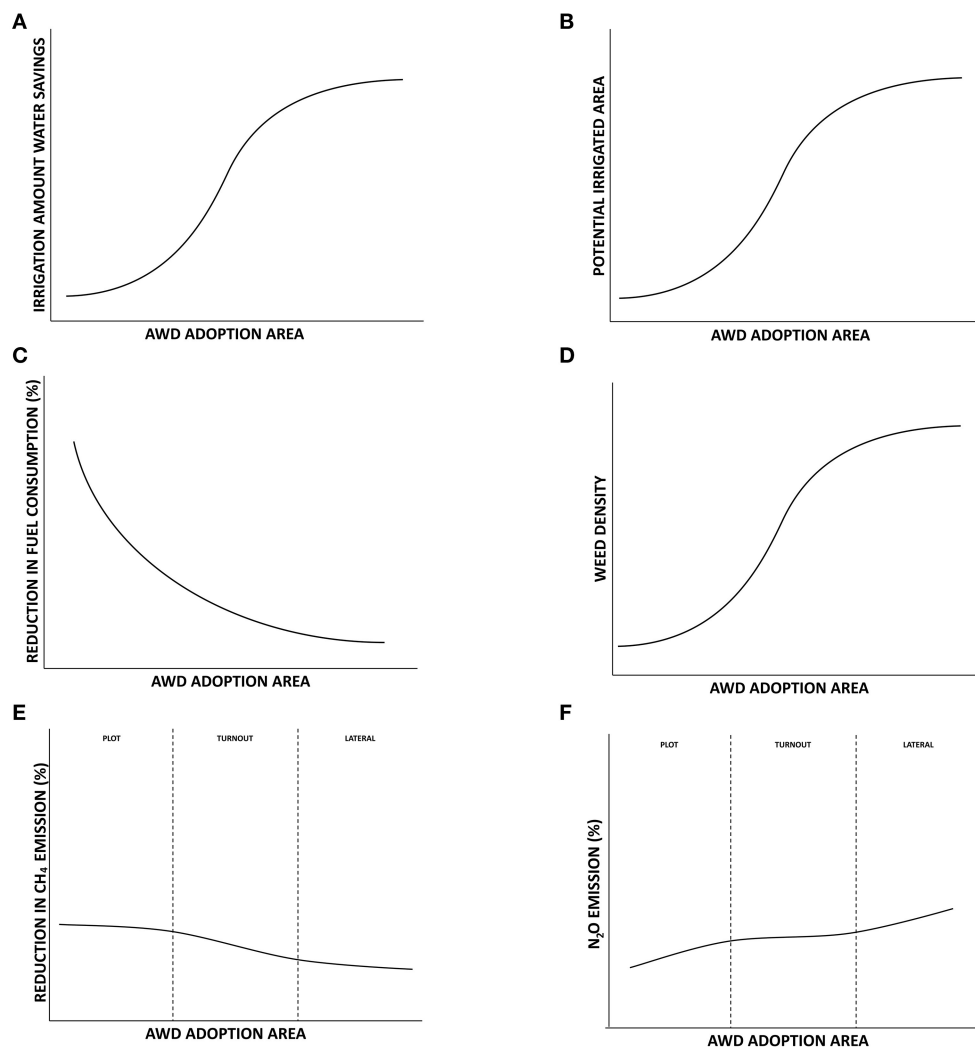 A
IRRIGATION AMOUNT WATER SAVINGS
AWD ADOPTION AREA
B
POTENTIAL IRRIGATED AREA
AWD ADOPTION AREA
C
REDUCTION IN FUEL CONSUMPTION (%)
AWD ADOPTION AREA
D
WEED DENSITY
AWD ADOPTION AREA
E
PLOT TURNOUT LATERAL
REDUCTION IN CH₄ EMISSION (%)
AWD ADOPTION AREA
F
PLOT TURNOUT LATERAL
N₂O EMISSION (%)
AWD ADOPTION AREA